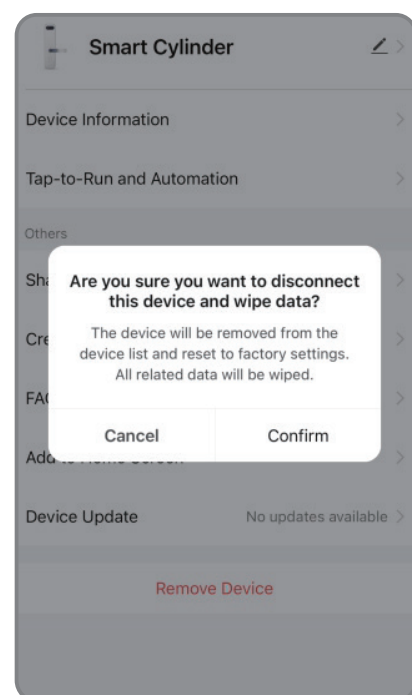 Smart Cylinder
Device Information
Tap-to-Run and Automation
Others
Are you sure you want to disconnect
this device and wipe data?
The device will be removed from the
device list and reset to factory settings.
All related data will be wiped.
Cancel
Confirm
Device Update
No updates available
Remove Device